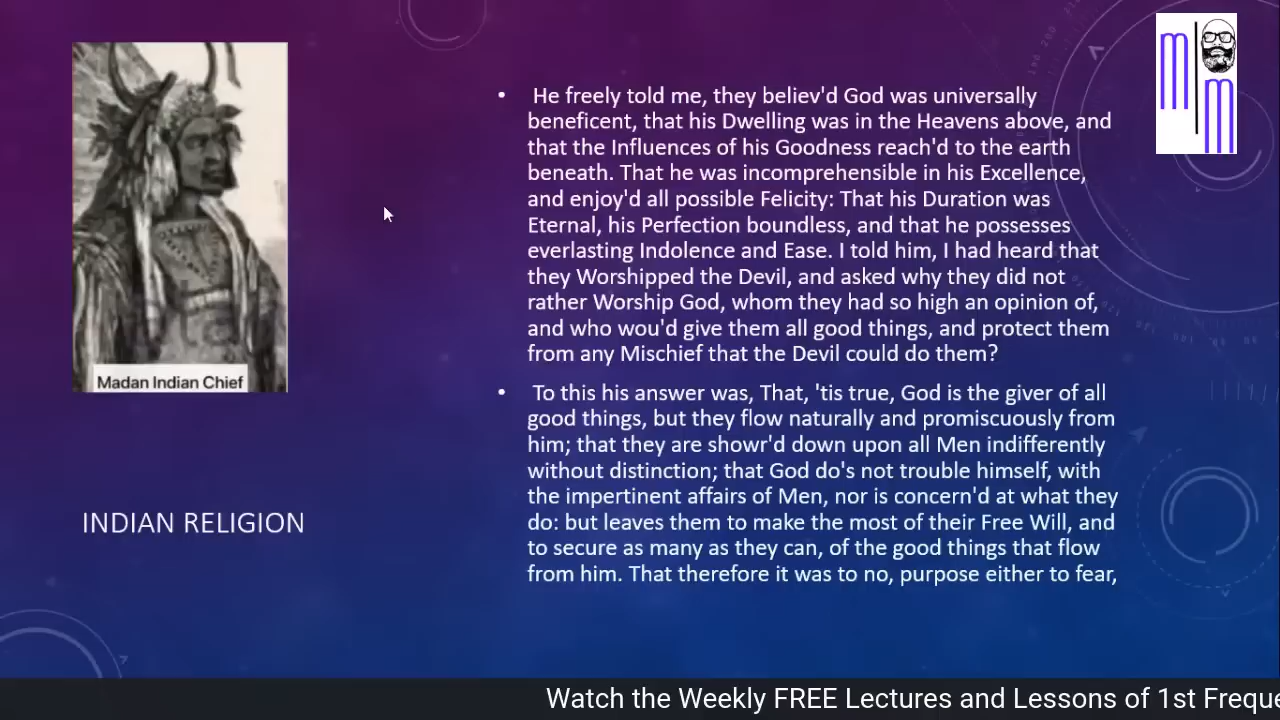 Madan Indian Chief
INDIAN RELIGION
m
m
• He freely told me, they believ'd God was universally
beneficent, that his Dwelling was in the Heavens above, and
that the Influences of his Goodness reach'd to the earth
beneath. That he was incomprehensible in his Excellence,
and enjoy'd all possible Felicity: That his Duration was
Eternal, his Perfection boundless, and that he possesses
everlasting Indolence and Ease. I told him, I had heard that
they Worshipped the Devil, and asked why they did not
rather Worship God, whom they had so high an opinion of,
and who wou'd give them all good things, and protect them
from any Mischief that the Devil could do them?
• To this his answer was, That, 'tis true, God is the giver of all
good things, but they flow naturally and promiscuously from
him; that they are showr'd down upon all Men indifferently
without distinction; that God do's not trouble himself, with
the impertinent affairs of Men, nor is concern'd at what they
do: but leaves them to make the most of their Free Will, and
to secure as many as they can, of the good things that flow
from him. That therefore it was to no, purpose either to fear,
Watch the Weekly FREE Lectures and Lessons of 1st Freque